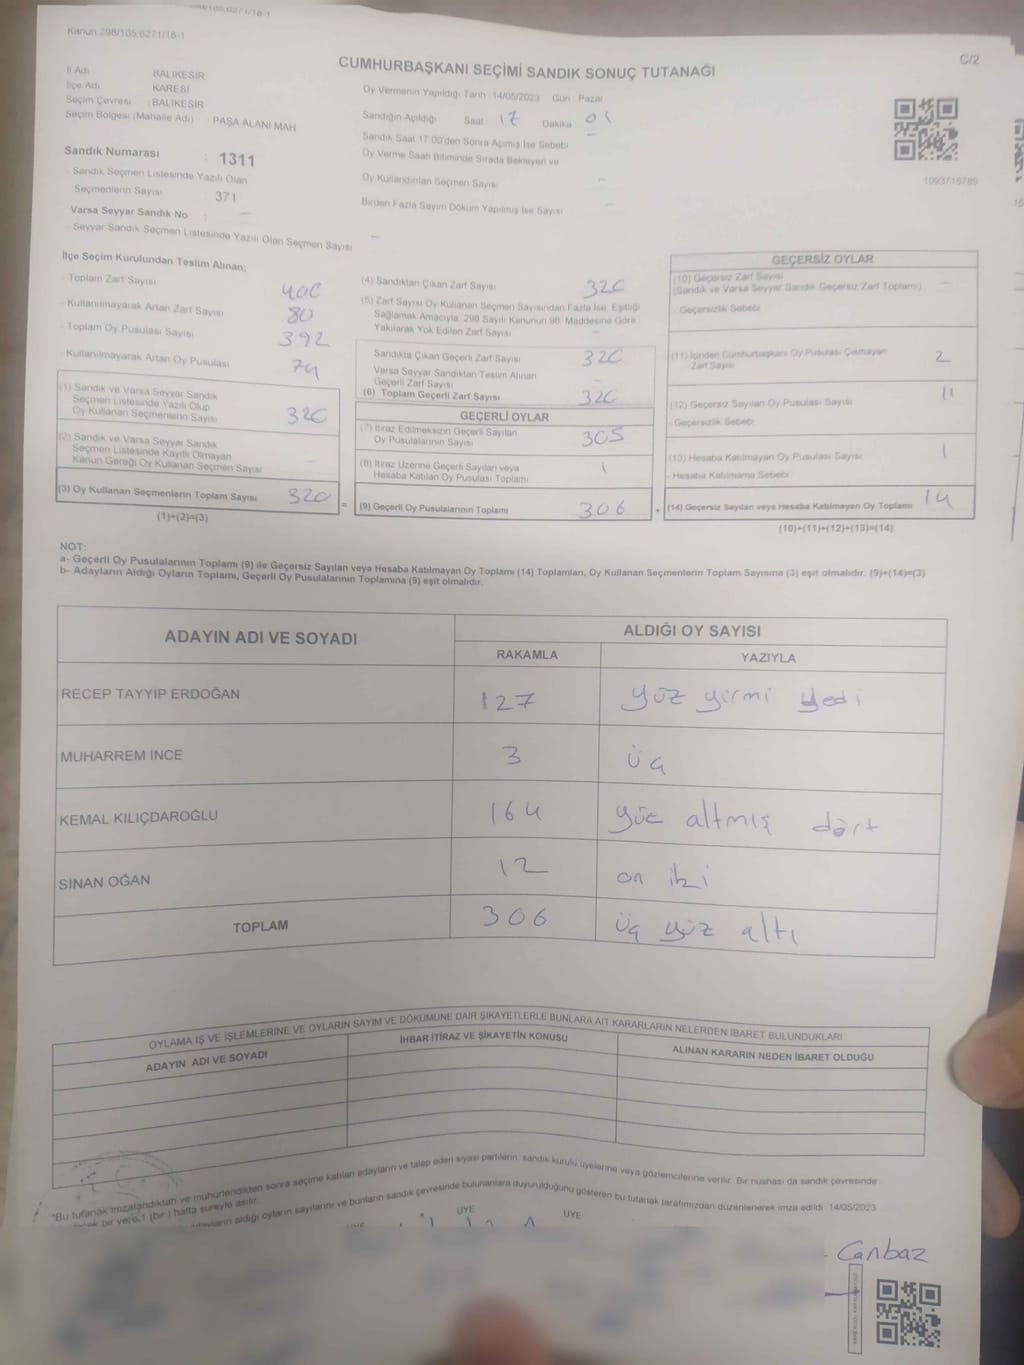 Kanun:298/105,6271/18-1
C/2
CUMHURBAŞKANI SEÇİMİ SANDIK SONUÇ TUTANAĞI
İl Adı BALIKESİR
İlçe Adı KARESİ
Seçim Çevresi : BALIKESİR
Seçim Bölgesi (Mahalle Adı) PAŞA ALANI MAH
Sandık Numarası : 1311
Sandık Seçmen Listesinde Yazılı Olan
Seçmenlerin Sayısı 371
Varsa Seyyar Sandık No : —
Seyyar Sandık Seçmen Listesinde Yazılı Olan Seçmen Sayısı —
Oy Vermenin Yapıldığı Tarih : 14/05/2023 Gün : Pazar
Sandığın Açıldığı Saat 17 Dakika 01
Sandık Saat 17:00'den Sonra Açılmış İse Sebebi —
Oy Verme Saati Bitiminde Sırada Bekleyen ve
Oy Kullandırılan Seçmen Sayısı —
Birden Fazla Sayım Döküm Yapılmış İse Sayısı —
1093715789
İlçe Seçim Kurulundan Teslim Alınan;
Toplam Zarf Sayısı 400
Kullanılmayarak Artan Zarf Sayısı 80
Toplam Oy Pusulası Sayısı 392
Kullanılmayarak Artan Oy Pusulası 74
(1) Sandık ve Varsa Seyyar Sandık
Seçmen Listesinde Yazılı Olup
Oy Kullanan Seçmenlerin Sayısı 320
(2) Sandık ve Varsa Seyyar Sandık
Seçmen Listesinde Kayıtlı Olmayan
Kanun Gereği Oy Kullanan Seçmen Sayısı —
(3) Oy Kullanan Seçmenlerin Toplam Sayısı 320 =
(1)+(2)=(3)
(4) Sandıktan Çıkan Zarf Sayısı 320
(5) Zarf Sayısı Oy Kullanan Seçmen Sayısından Fazla İse, Eşitliği
Sağlamak Amacıyla, 298 Sayılı Kanunun 98. Maddesine Göre
Yakılarak Yok Edilen Zarf Sayısı —
Sandıkta Çıkan Geçerli Zarf Sayısı 320
Varsa Seyyar Sandıktan Teslim Alınan
Geçerli Zarf Sayısı —
(6) Toplam Geçerli Zarf Sayısı 320
GEÇERLİ OYLAR
(7) İtiraz Edilmeksizin Geçerli Sayılan
Oy Pusulalarının Sayısı 305
(8) İtiraz Üzerine Geçerli Sayılan veya
Hesaba Katılan Oy Pusulası Toplamı 1
(9) Geçerli Oy Pusulalarının Toplamı 306 +
GEÇERSİZ OYLAR
(10) Geçersiz Zarf Sayısı —
(Sandık ve Varsa Seyyar Sandık Geçersiz Zarf Toplamı)
- Geçersizlik Sebebi
(11) İçinden Cumhurbaşkanı Oy Pusulası Çıkmayan
Zarf Sayısı 2
(12) Geçersiz Sayılan Oy Pusulası Sayısı 11
- Geçersizlik Sebebi
(13) Hesaba Katılmayan Oy Pusulası Sayısı 1
- Hesaba Katılmama Sebebi
(14) Geçersiz Sayılan veya Hesaba Katılmayan Oy Toplamı 14
(10)+(11)+(12)+(13)=(14)
NOT:
a- Geçerli Oy Pusulalarının Toplamı (9) ile Geçersiz Sayılan veya Hesaba Katılmayan Oy Toplamı (14) Toplamları, Oy Kullanan Seçmenlerin Toplam Sayısına (3) eşit olmalıdır. (9)+(14)=(3)
b- Adayların Aldığı Oyların Toplamı, Geçerli Oy Pusulalarının Toplamına (9) eşit olmalıdır.
ADAYIN ADI VE SOYADI ALDIĞI OY SAYISI
RAKAMLA YAZIYLA
RECEP TAYYİP ERDOĞAN 127 yüz yirmi yedi
MUHARREM İNCE 3 üç
KEMAL KILIÇDAROĞLU 164 yüz altmış dört
SİNAN OĞAN 12 on iki
TOPLAM 306 üç yüz altı
OYLAMA İŞ VE İŞLEMLERİNE VE OYLARIN SAYIM VE DÖKÜMÜNE DAİR ŞİKAYETLERLE BUNLARA AİT KARARLARIN NELERDEN İBARET BULUNDUKLARI
ADAYIN ADI VE SOYADI İHBAR İTİRAZ VE ŞİKAYETİN KONUSU ALINAN KARARIN NEDEN İBARET OLDUĞU
"Bu tutanak imzalandıktan ve mühürlendikten sonra seçime katılan adayların ve talep eden siyasi partilerin sandık kurulu üyelerine veya gözlemcilerine verilir. Bir nüshası da sandık çevresinde
bir yere 1 (bir) hafta süreyle asılır.
aldığı oyların sayılarını ve bunların sandık çevresinde bulunanlara duyurulduğunu gösteren bu tutanak tarafımızdan düzenlenerek imza edildi. 14/05/2023
ÜYE ÜYE
Canbaz